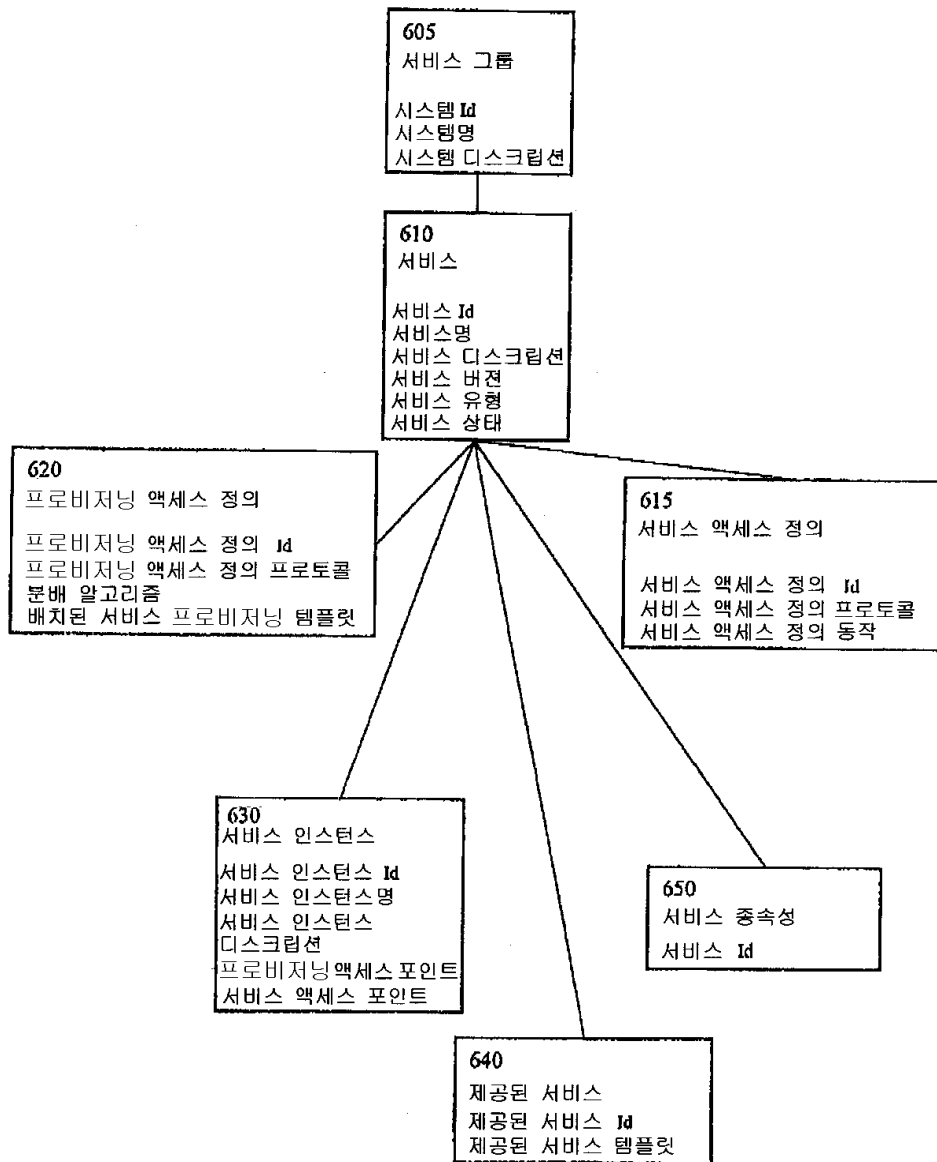 605
서비스 그룹
시스템 Id
시스템명
시스템 디스크립션
610
서비스
서비스 Id
서비스명
서비스 디스크립션
서비스 버젼
서비스 유형
서비스 상태
620
프로비저닝 액세스 정의
프로비저닝 액세스 정의 Id
프로비저닝 액세스 정의 프로토콜
분배 알고리즘
배치된 서비스 프로비저닝 템플릿
615
서비스 액세스 정의
서비스 액세스 정의 Id
서비스 액세스 정의 프로토콜
서비스 액세스 정의 동작
630
서비스 인스턴스
서비스 인스턴스 Id
서비스 인스턴스명
서비스 인스턴스
디스크립션
프로비저닝 액세스 포인트
서비스 액세스 포인트
650
서비스 종속성
서비스 Id
640
제공된 서비스
제공된 서비스 Id
제공된 서비스 템플릿